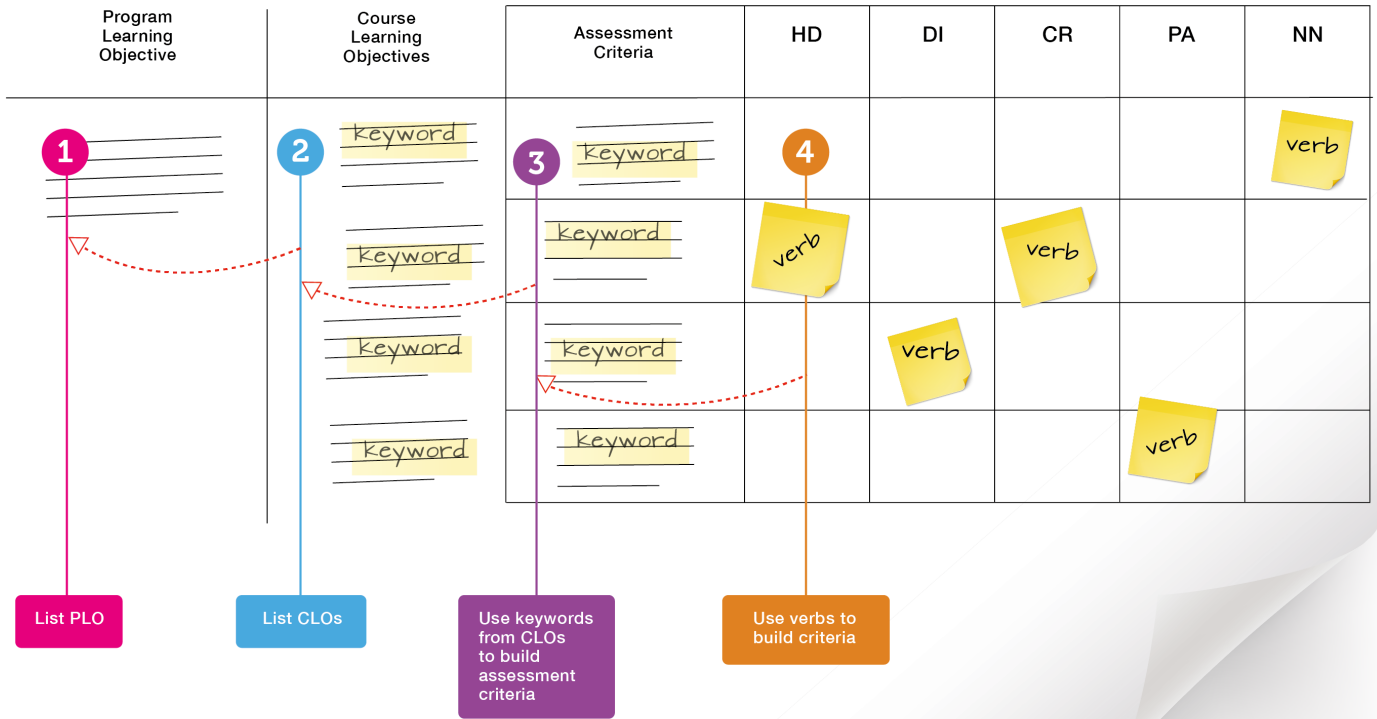 Program
Learning
Objective
Course
Learning
Objectives
Assessment
Criteria
HD
DI
CR
PA
NN
1
2
3
4
keyword
keyword
verb
keyword
keyword
verb
verb
keyword
keyword
verb
keyword
keyword
verb
List PLO
List CLOs
Use keywords
from CLOs
to build
assessment
criteria
Use verbs to
build criteria